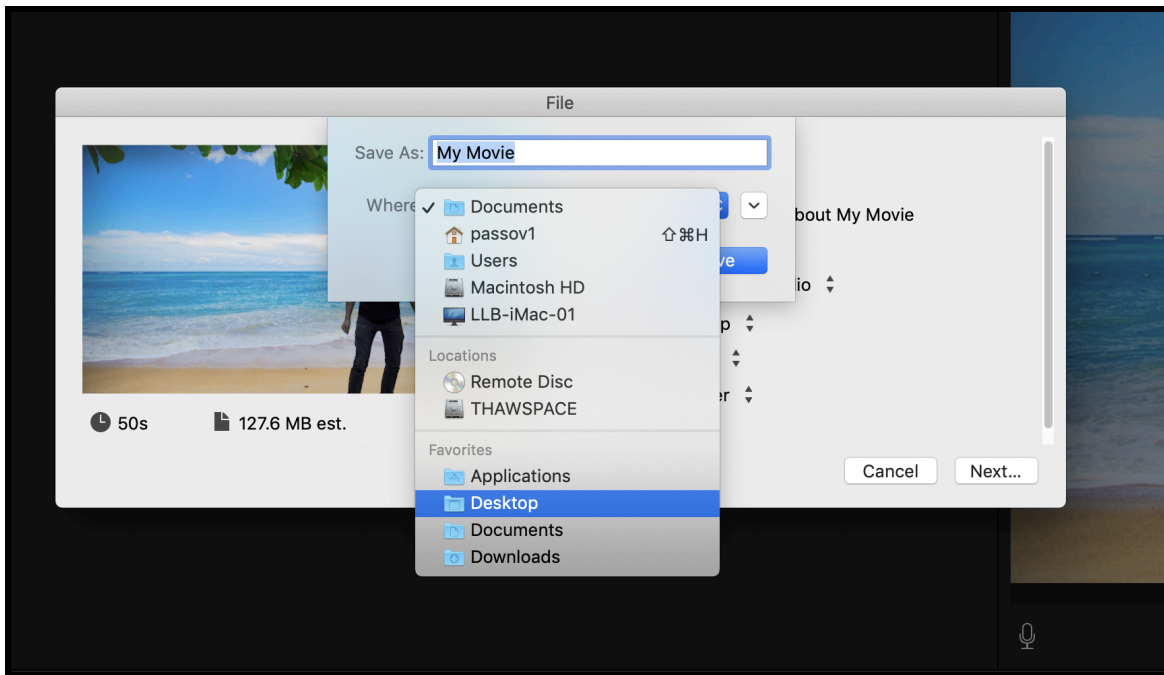 File
Save As: My Movie
Where
✓ Documents
bout My Movie
passov1 ⇧⌘H
Users
ve
Macintosh HD
io
LLB-iMac-01
p
Locations
Remote Disc
er
THAWSPACE
50s 127.6 MB est.
Favorites
Applications
Cancel Next...
Desktop
Documents
Downloads